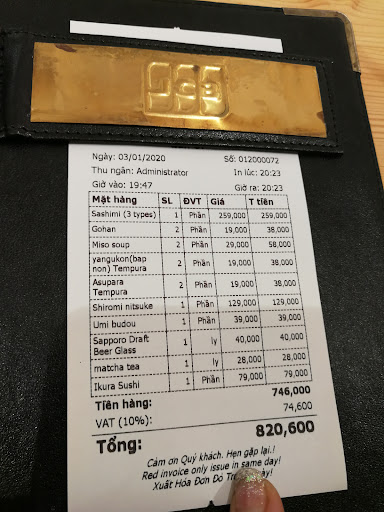 JCB
Ngày: 03/01/2020 Số: 012000072
Thu ngân: Administrator In lúc: 20:23
Giờ vào: 19:47 Giờ ra: 20:23
Mặt hàng SL ĐVT Giá T tiền
Sashimi (3 types) 1 Phần 259,000 259,000
Gohan 2 Phần 19,000 38,000
Miso soup 2 Phần 29,000 58,000
yangukon(bap
non) Tempura 2 Phần 19,000 38,000
Asupara
Tempura 2 Phần 19,000 38,000
Shiromi nitsuke 1 Phần 129,000 129,000
Umi budou 1 Phần 39,000 39,000
Sapporo Draft
Beer Glass 1 ly 40,000 40,000
matcha tea 1 ly 28,000 28,000
Ikura Sushi 1 Phần 79,000 79,000
Tiền hàng: 746,000
VAT (10%): 74,600
Tổng: 820,600
Cảm ơn Quý khách. Hẹn gặp lại.!
Red invoice only issue in same day!
Xuất Hóa Đơn Đỏ